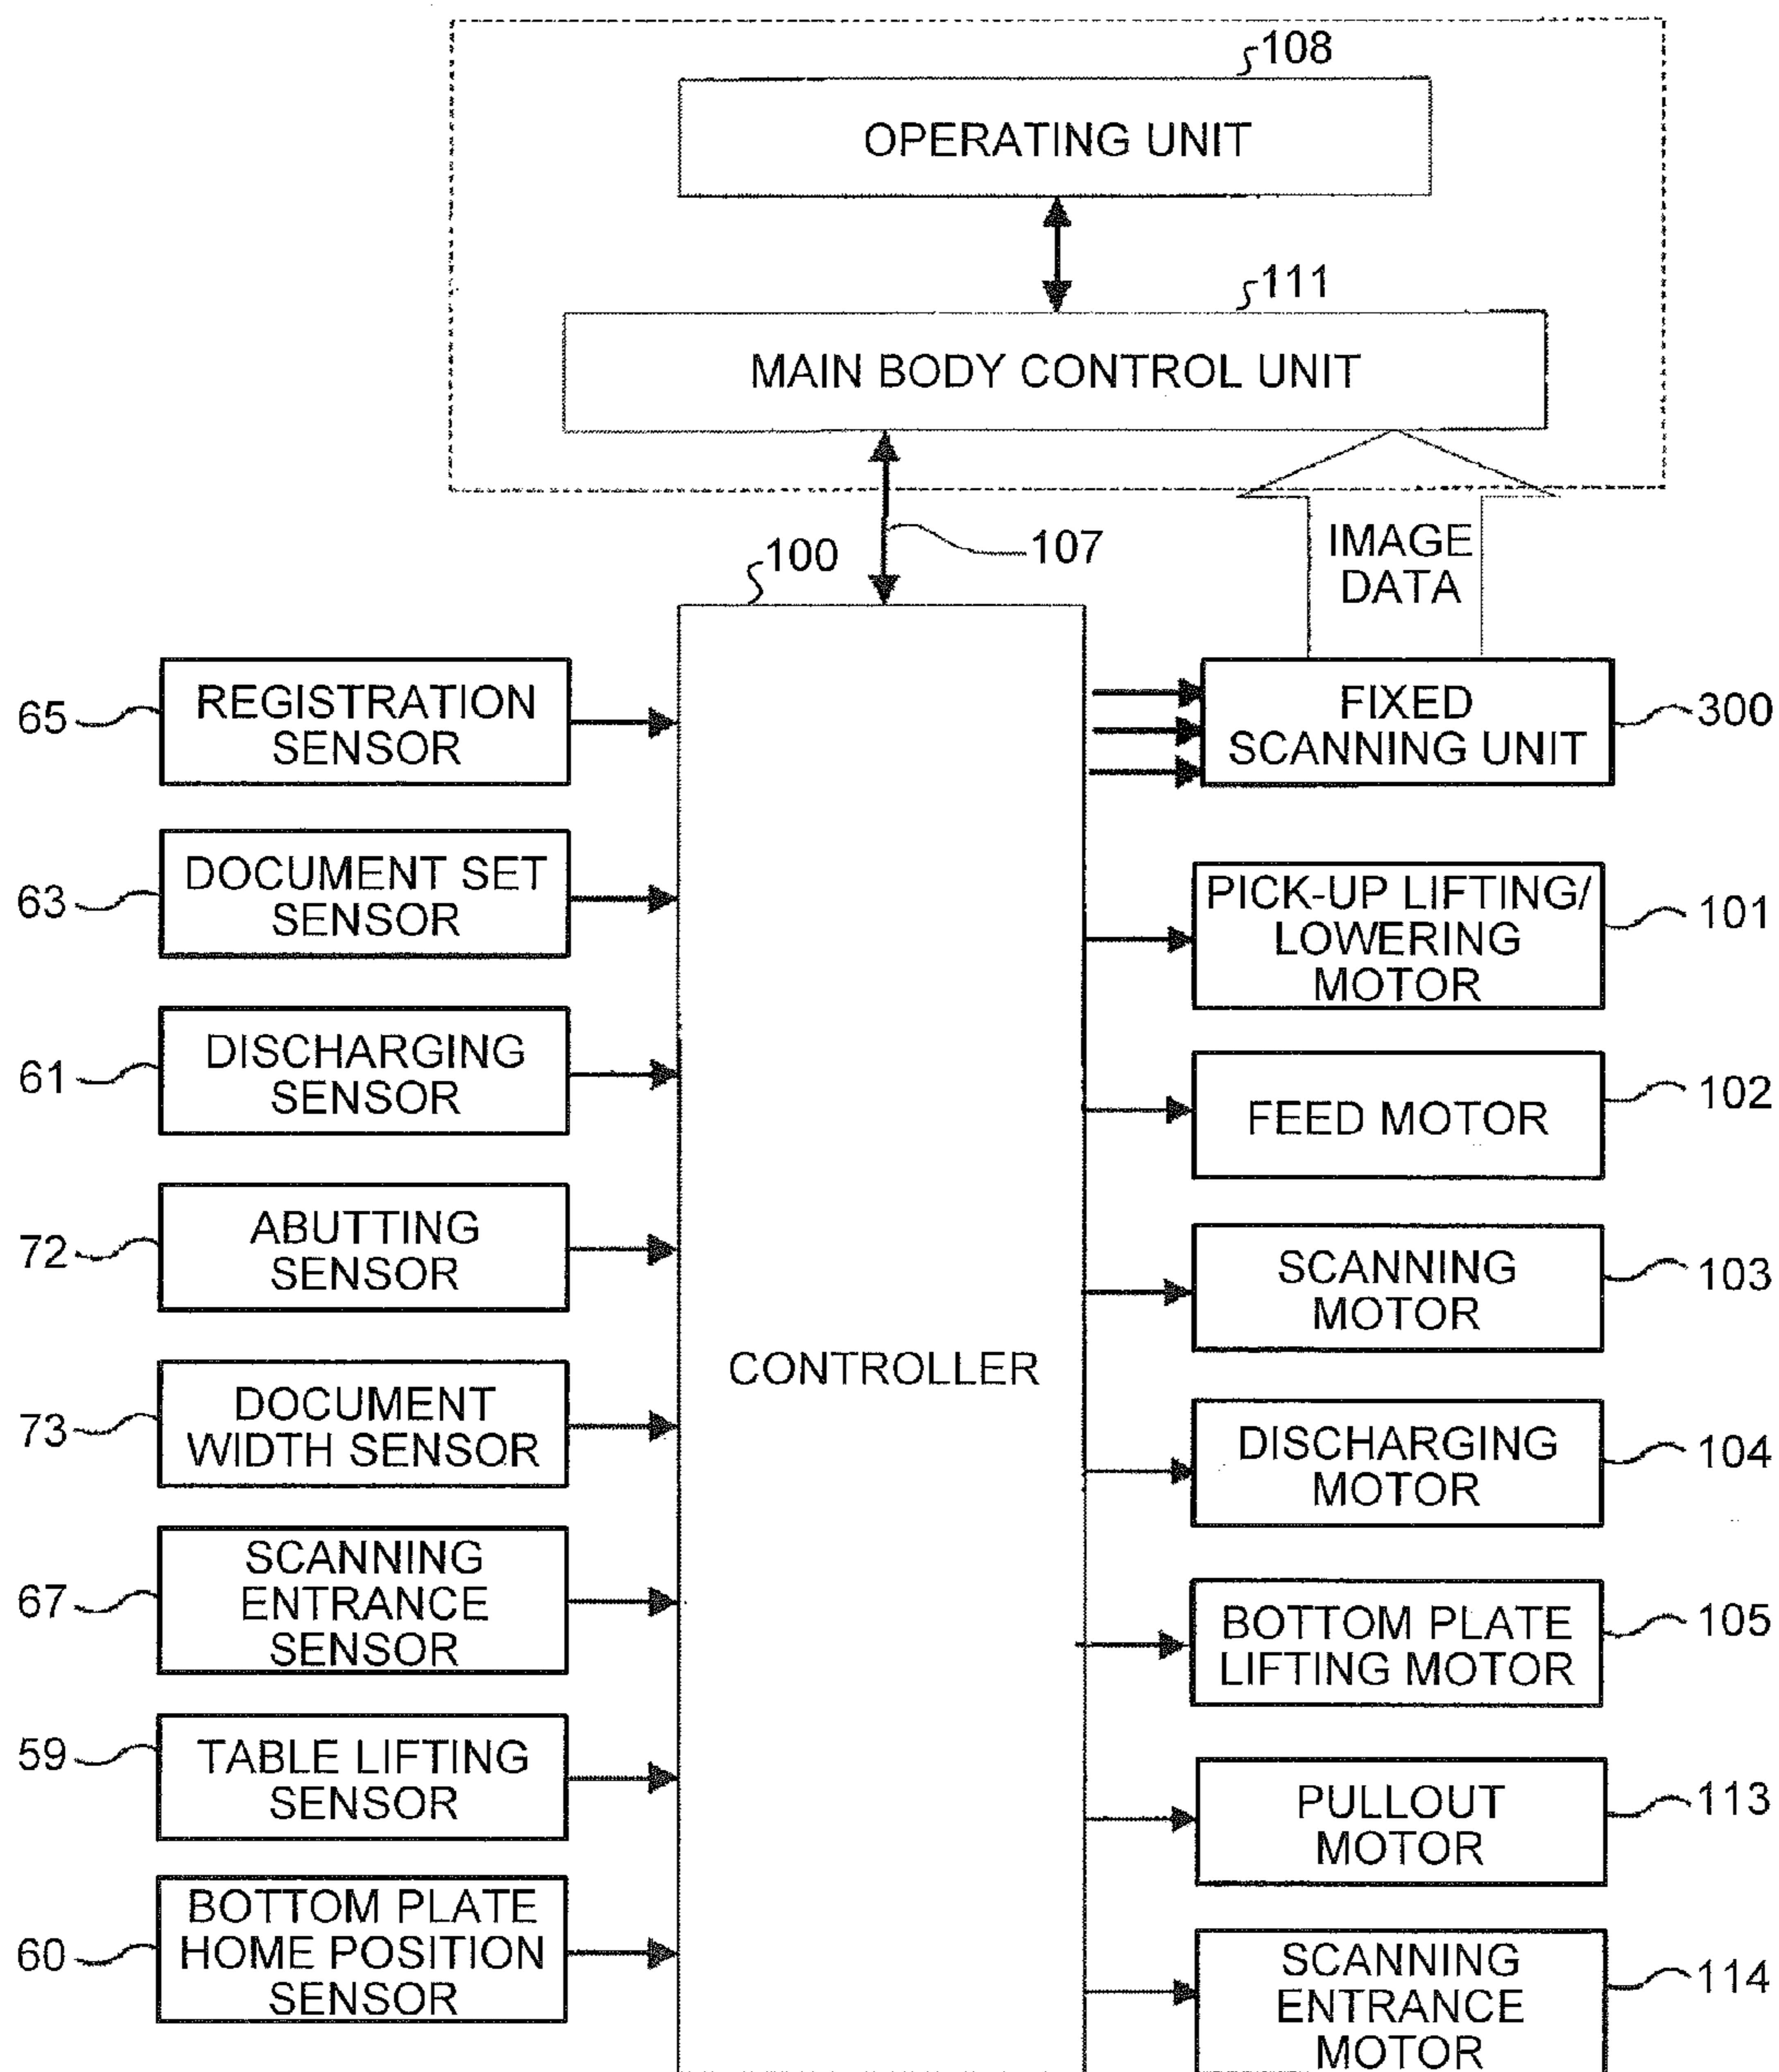 108
OPERATING UNIT
111
MAIN BODY CONTROL UNIT
107
IMAGE
DATA
100
CONTROLLER
65
REGISTRATION
SENSOR
63
DOCUMENT SET
SENSOR
61
DISCHARGING
SENSOR
72
ABUTTING
SENSOR
73
DOCUMENT
WIDTH SENSOR
67
SCANNING
ENTRANCE
SENSOR
59
TABLE LIFTING
SENSOR
60
BOTTOM PLATE
HOME POSITION
SENSOR
FIXED
SCANNING UNIT
300
PICK-UP LIFTING/
LOWERING
MOTOR
101
FEED MOTOR
102
SCANNING
MOTOR
103
DISCHARGING
MOTOR
104
BOTTOM PLATE
LIFTING MOTOR
105
PULLOUT
MOTOR
113
SCANNING
ENTRANCE
MOTOR
114